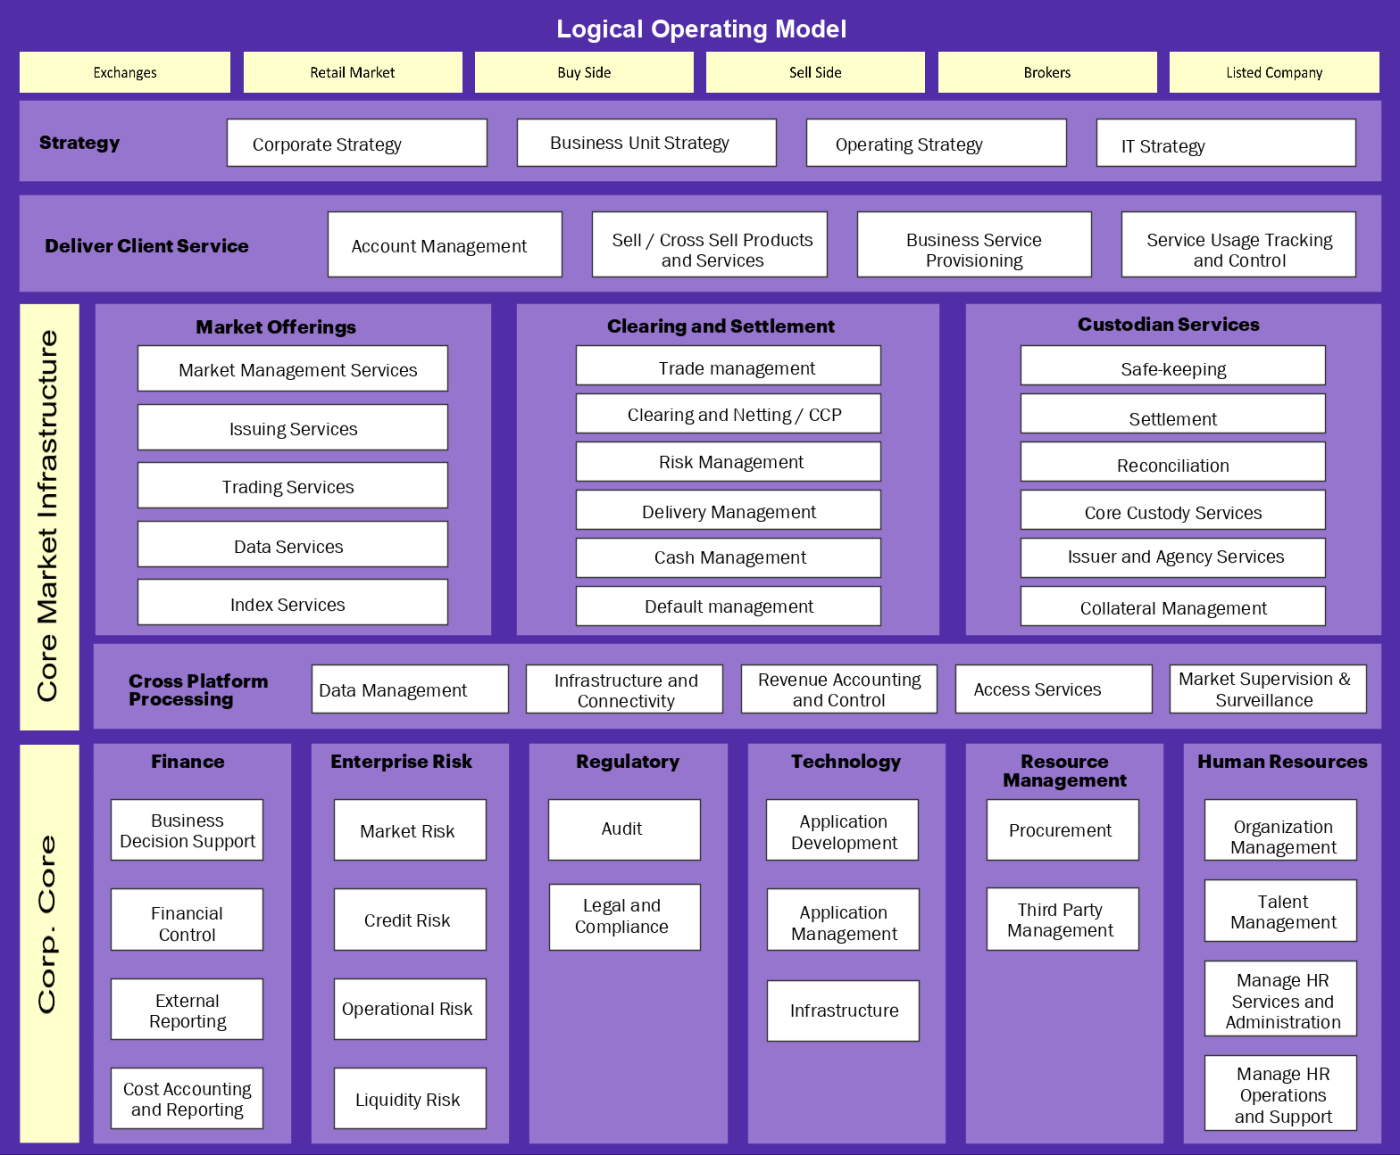 Logical Operating Model
Exchanges
Retail Market
Buy Side
Sell Side
Brokers
Listed Company
Strategy
Corporate Strategy
Business Unit Strategy
Operating Strategy
IT Strategy
Deliver Client Service
Account Management
Sell / Cross Sell Products
and Services
Business Service
Provisioning
Service Usage Tracking
and Control
Core Market Infrastructure
Market Offerings
Market Management Services
Issuing Services
Trading Services
Data Services
Index Services
Clearing and Settlement
Trade management
Clearing and Netting / CCP
Risk Management
Delivery Management
Cash Management
Default management
Custodian Services
Safe-keeping
Settlement
Reconciliation
Core Custody Services
Issuer and Agency Services
Collateral Management
Cross Platform
Processing
Data Management
Infrastructure and
Connectivity
Revenue Accounting
and Control
Access Services
Market Supervision &
Surveillance
Corp. Core
Finance
Business
Decision Support
Financial
Control
External
Reporting
Cost Accounting
and Reporting
Enterprise Risk
Market Risk
Credit Risk
Operational Risk
Liquidity Risk
Regulatory
Audit
Legal and
Compliance
Technology
Application
Development
Application
Management
Infrastructure
Resource
Management
Procurement
Third Party
Management
Human Resources
Organization
Management
Talent
Management
Manage HR
Services and
Administration
Manage HR
Operations
and Support